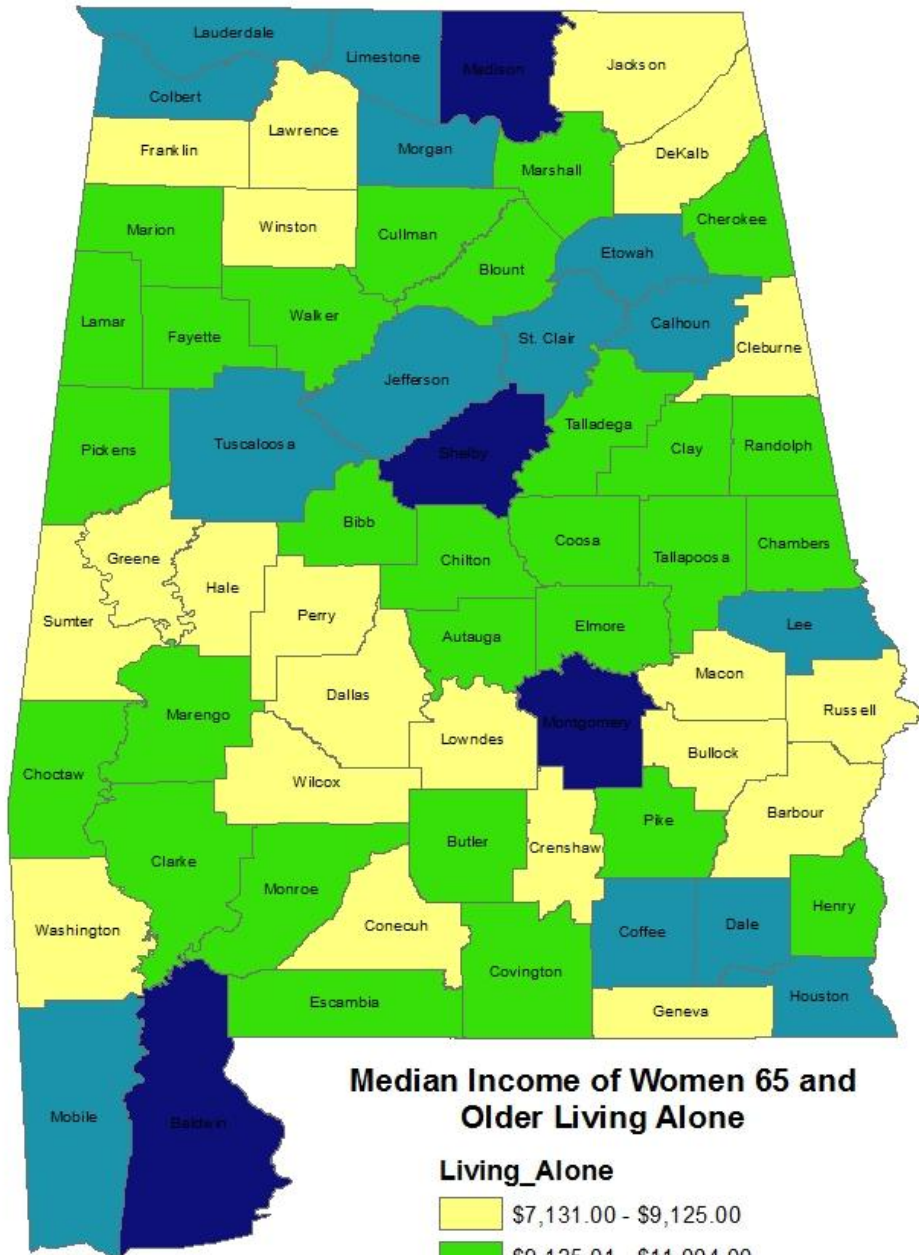 Lauderdale
Limestone
Madison
Jackson
Colbert
Lawrence
Franklin
Morgan
DeKalb
Marshall
Cherokee
Marion
Winston
Cullman
Etowah
Blount
Lamar
Walker
Fayette
St. Clair
Calhoun
Cleburne
Jefferson
Talladega
Pickens
Tuscaloosa
Shelby
Clay
Randolph
Bibb
Greene
Hale
Chilton
Coosa
Tallapoosa
Chambers
Sumter
Perry
Autauga
Elmore
Lee
Macon
Dallas
Marengo
Lowndes
Montgomery
Russell
Bullock
Choctaw
Wilcox
Barbour
Clarke
Butler
Crenshaw
Pike
Monroe
Washington
Conecuh
Coffee
Dale
Henry
Covington
Escambia
Geneva
Houston
Mobile
Baldwin
Median Income of Women 65 and
Older Living Alone
Living_Alone
$7,131.00 - $9,125.00